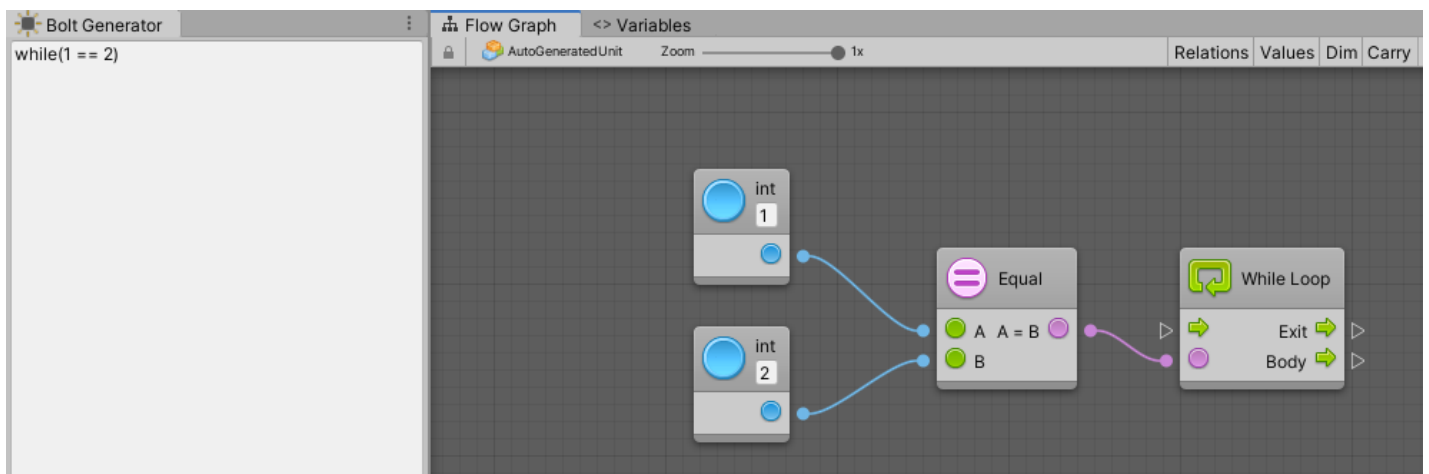 Bolt Generator
while(1 == 2)
Flow Graph
<> Variables
AutoGeneratedUnit
Zoom
1x
Relations
Values
Dim
Carry
int
1
int
2
Equal
A A = B
B
While Loop
Exit
Body